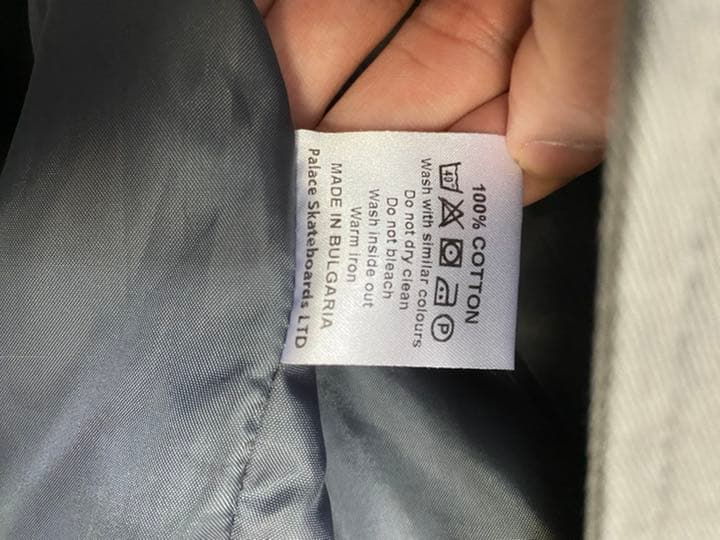 100% COTTON
40 P
Wash with similar colours
Do not dry clean
Do not bleach
Wash inside out
Warm iron
MADE IN BULGARIA
Palace Skateboards LTD